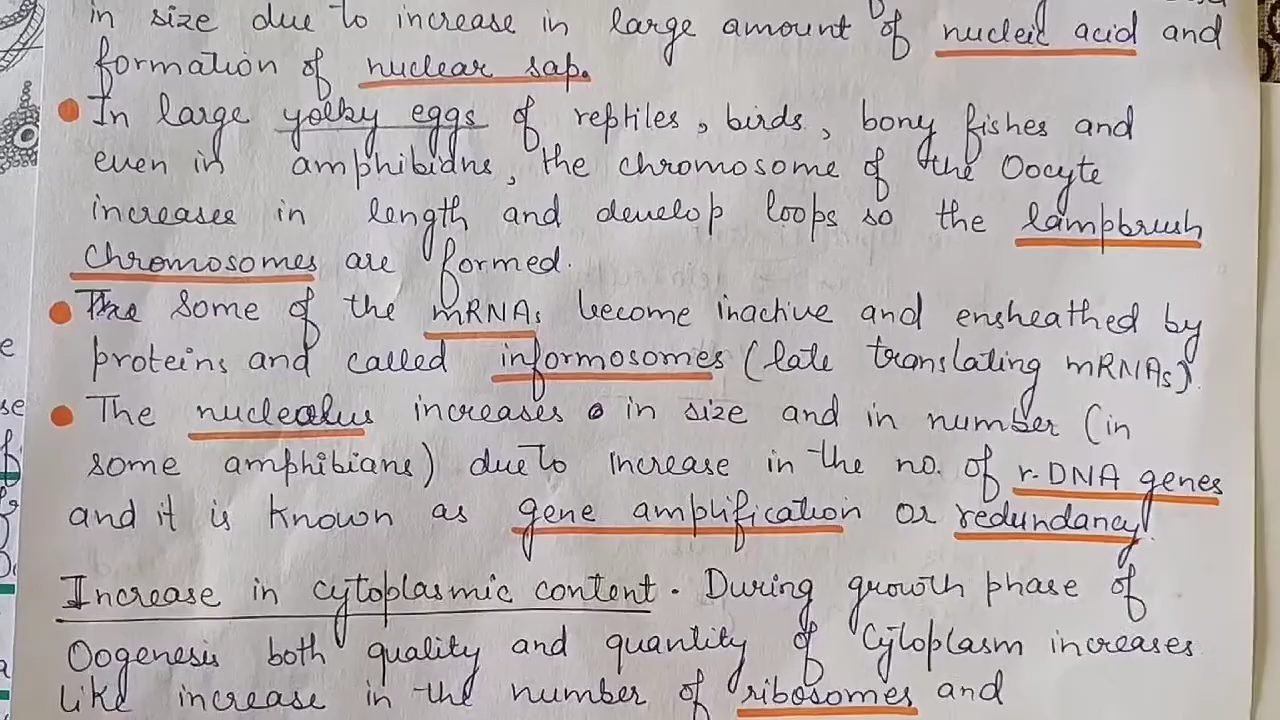 in size due to increase in large amount of nucleic acid and
formation of nuclear sap.
In large yolky eggs of reptiles, birds, bony fishes and
even in amphibians, the chromosome of the Oocyte
increases in length and develop loops so the lampbrush
chromosomes are formed.
The Some of the mRNAs become inactive and ensheathed by
proteins and called informosomes (late translating mRNAs).
The nucleolus increases in size and in number (in
some amphibians) due to increase in the no. of r-DNA genes
and it is known as gene amplification or redundancy.
Increase in cytoplasmic content. During growth phase of
Oogenesis both quality and quantity of Cytoplasm increases
like increase in the number of ribosomes and